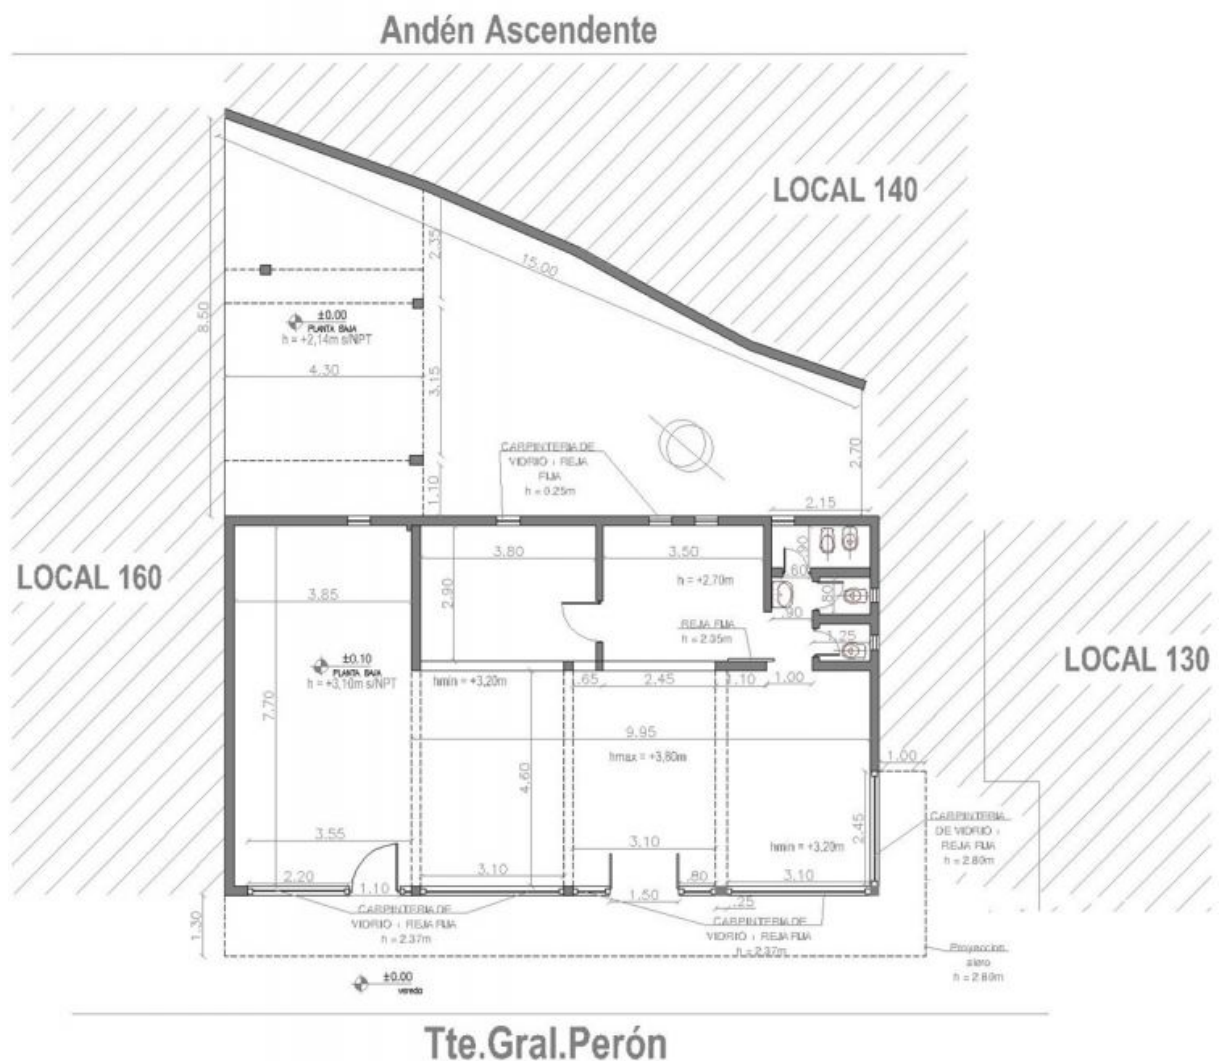 Andén Ascendente
LOCAL 140
15.00
2.35
8.50
±0.00
PLANTA BAJA
h = +2,14m s/NPT
4.30
3.15
1.10
CARPINTERIA DE
VIDRIO + REJA
FIJA
h = 0.25m
2.70
2.15
LOCAL 160
3.80
3.50
.90
2.90
h = +2,70m
.60
.80
.90
3.85
REJA FIJA
h = 2.35m
1.25
±0.10
PLANTA BAJA
h = +3,10m s/NPT
hmin = +3,20m
.65
2.45
1.10
1.00
LOCAL 130
7.70
9.95
hmax = +3,80m
4.60
1.00
2.45
CARPINTERIA
DE VIDRIO +
REJA FIJA
h = 2.80m
3.55
3.10
hmin = +3,20m
2.20
1.10
3.10
1.50
.80
3.10
.25
1.30
CARPINTERIA DE
VIDRIO + REJA FIJA
h = 2.37m
CARPINTERIA DE
VIDRIO + REJA FIJA
h = 2.37m
Proyeccion
alero
h = 2.80m
±0.00
vereda
Tte.Gral.Perón